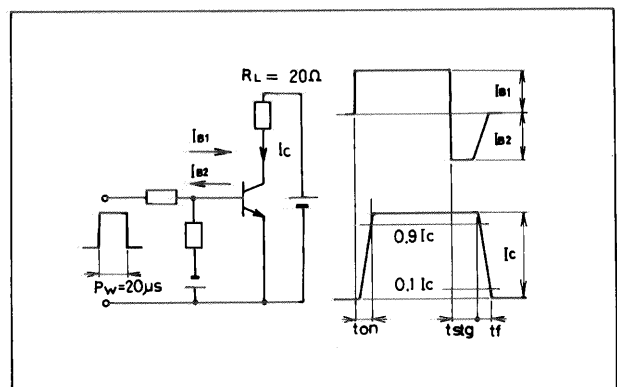 RL = 20Ω
IB1
IB2
Ic
Pw=20μs
IB1
IB2
0.9 Ic
Ic
0.1 Ic
ton
tstg
tf